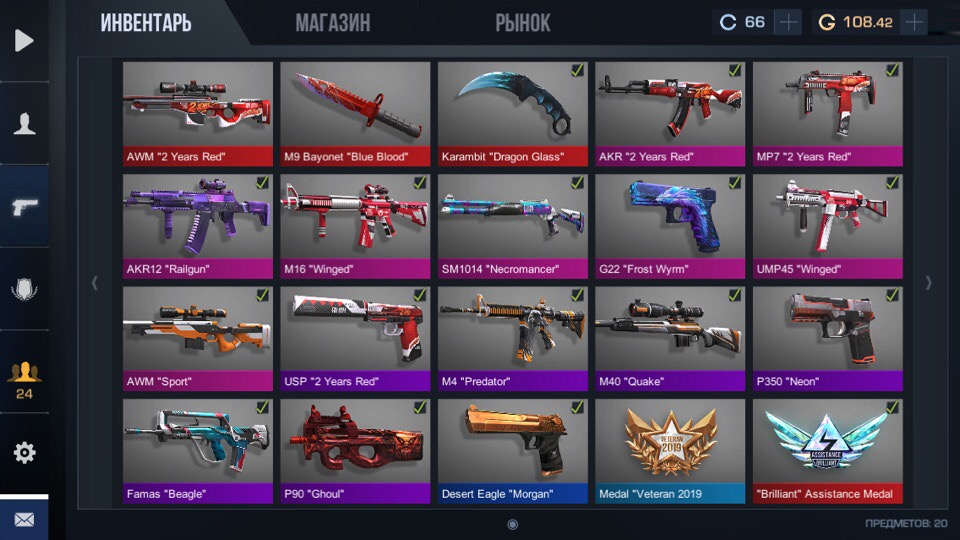 ИНВЕНТАРЬ
МАГАЗИН
РЫНОК
66
108.42
AWM "2 Years Red"
M9 Bayonet "Blue Blood"
Karambit "Dragon Glass"
AKR "2 Years Red"
MP7 "2 Years Red"
AKR12 "Railgun"
M16 "Winged"
SM1014 "Necromancer"
G22 "Frost Wyrm"
UMP45 "Winged"
AWM "Sport"
USP "2 Years Red"
M4 "Predator"
M40 "Quake"
P350 "Neon"
24
VETERAN
2019
ASSISTANCE
BRILLIANT
Famas "Beagle"
P90 "Ghoul"
Desert Eagle "Morgan"
Medal "Veteran 2019
"Brilliant" Assistance Medal
ПРЕДМЕТОВ: 20